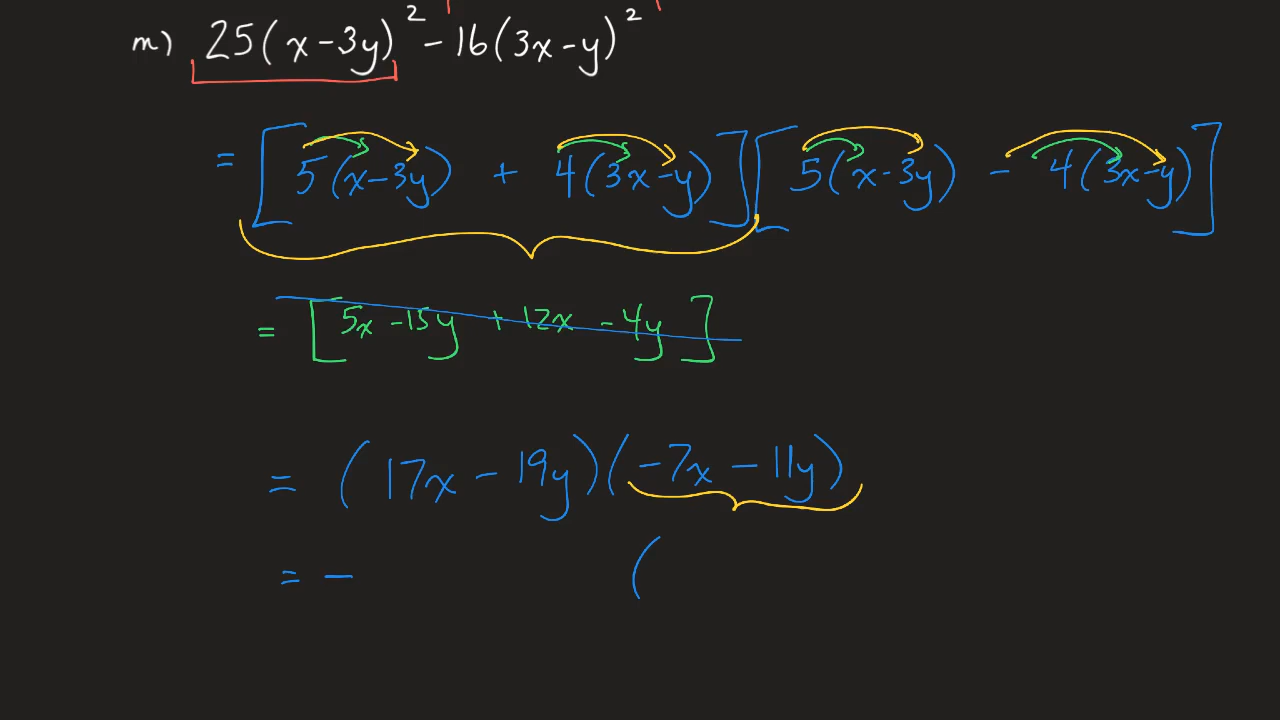 m) 25(x-3y)² - 16(3x-y)²
= [5(x-3y) + 4(3x-y)][5(x-3y) - 4(3x-y)]
= [5x - 15y + 12x - 4y]
= (17x - 19y)(-7x - 11y)
= - (